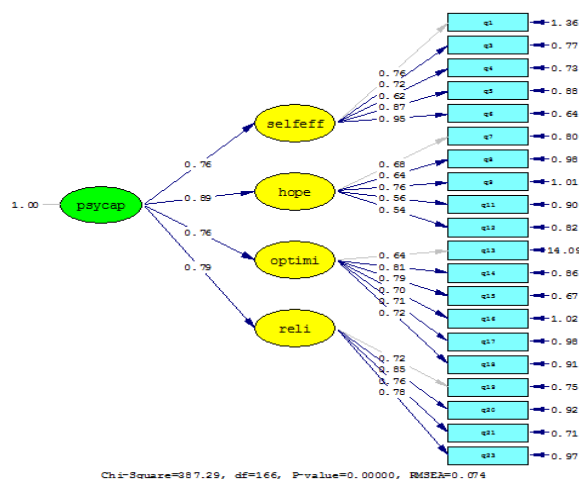 q1 1.36
q3 0.77
q4 0.73
q5 0.88
q6 0.64
q7 0.80
q8 0.98
q9 1.01
q11 0.90
q12 0.82
q13 14.09
q14 0.86
q15 0.67
q16 1.02
q17 0.98
q18 0.91
q19 0.75
q20 0.92
q21 0.71
q23 0.97
0.76
0.72
0.62
0.87
0.95
selfeff
0.68
0.64
0.76
0.56
0.54
hope
0.64
0.81
0.79
0.70
0.71
0.72
optimi
0.72
0.85
0.76
0.78
reli
0.76
0.89
0.76
0.79
1.00
psycap
Chi-Square=387.29, df=166, P-value=0.00000, RMSEA=0.074